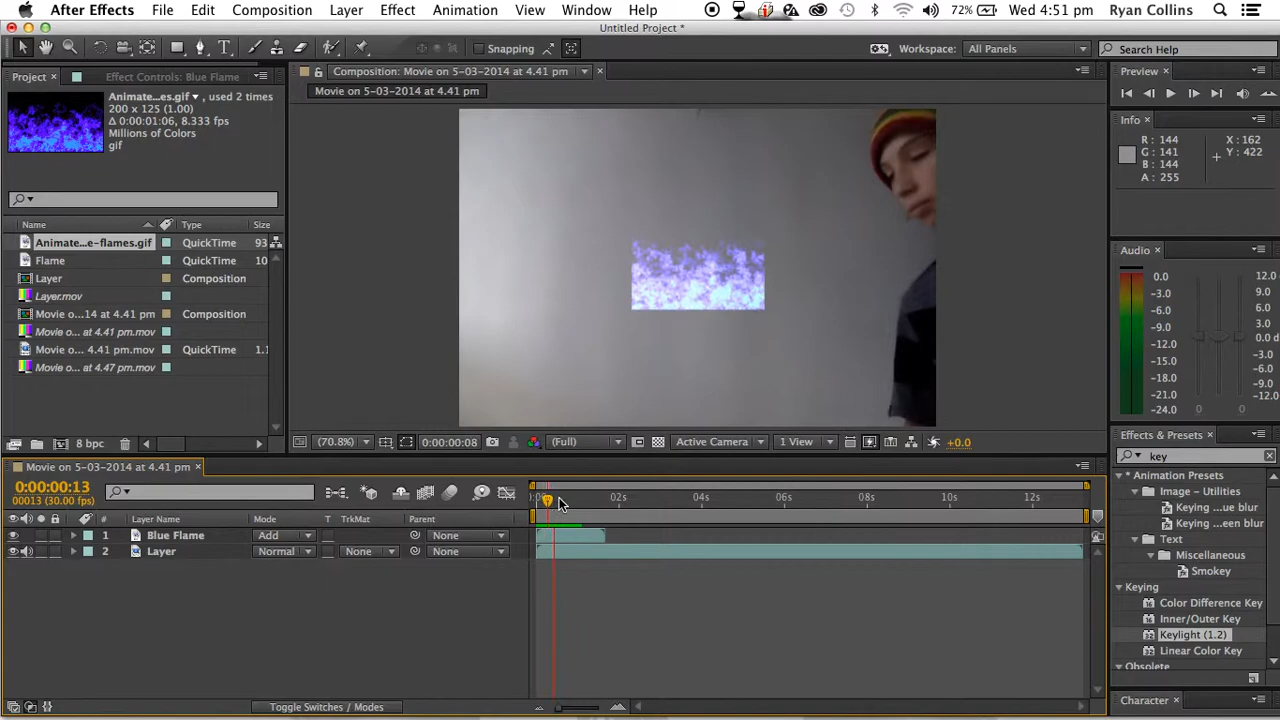 After Effects File Edit Composition Layer Effect Animation View Window Help 72% Wed 4:51 pm Ryan Collins
Untitled Project *
Snapping Workspace: All Panels Search Help
Project Effect Controls: Blue Flame
Animate...es.gif , used 2 times
200 x 125 (1.00)
Δ 0:00:01:06, 8.333 fps
Millions of Colors
gif
Name Type Size
Animate...e-flames.gif QuickTime 93
Flame QuickTime 10
Layer Composition
Layer.mov
Movie o...14 at 4.41 pm Composition
Movie o... at 4.41 pm.mov
Movie o... 4.41 pm.mov QuickTime 1.1
Movie o... at 4.47 pm.mov
8 bpc
Composition: Movie on 5-03-2014 at 4.41 pm
Movie on 5-03-2014 at 4.41 pm
(70.8%) 0:00:00:08 (Full) Active Camera 1 View +0.0
Preview
Info
R: 144
G: 141
B: 144
A: 255
X: 162
Y: 422
Audio
0.0
-3.0
-6.0
-9.0
-12.0
-15.0
-18.0
-21.0
-24.0
12.0
9.0
6.0
3.0
0.0 d
-3.0
-6.0
-9.0
-12.0
0 0
Effects & Presets
key
* Animation Presets
Image - Utilities
Keying ...ue blur
Keying ...een blur
Text
Miscellaneous
Smokey
Keying
Color Difference Key
Inner/Outer Key
Keylight (1.2)
Linear Color Key
Obsolete
Character
Movie on 5-03-2014 at 4.41 pm
0:00:00:13
00013 (30.00 fps)
02s 04s 06s 08s 10s 12s
# Layer Name Mode T TrkMat Parent
1 Blue Flame Add None
2 Layer Normal None None
Toggle Switches / Modes